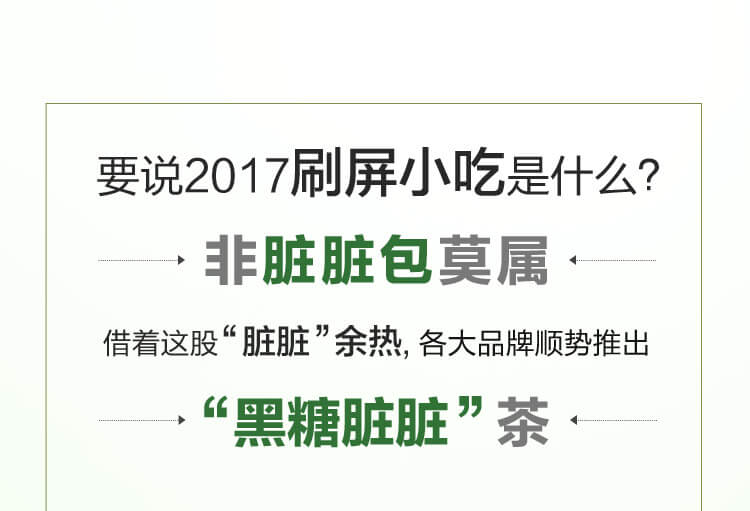 要说2017刷屏小吃是什么？
非脏脏包莫属
借着这股“脏脏”余热, 各大品牌顺势推出
“黑糖脏脏”茶